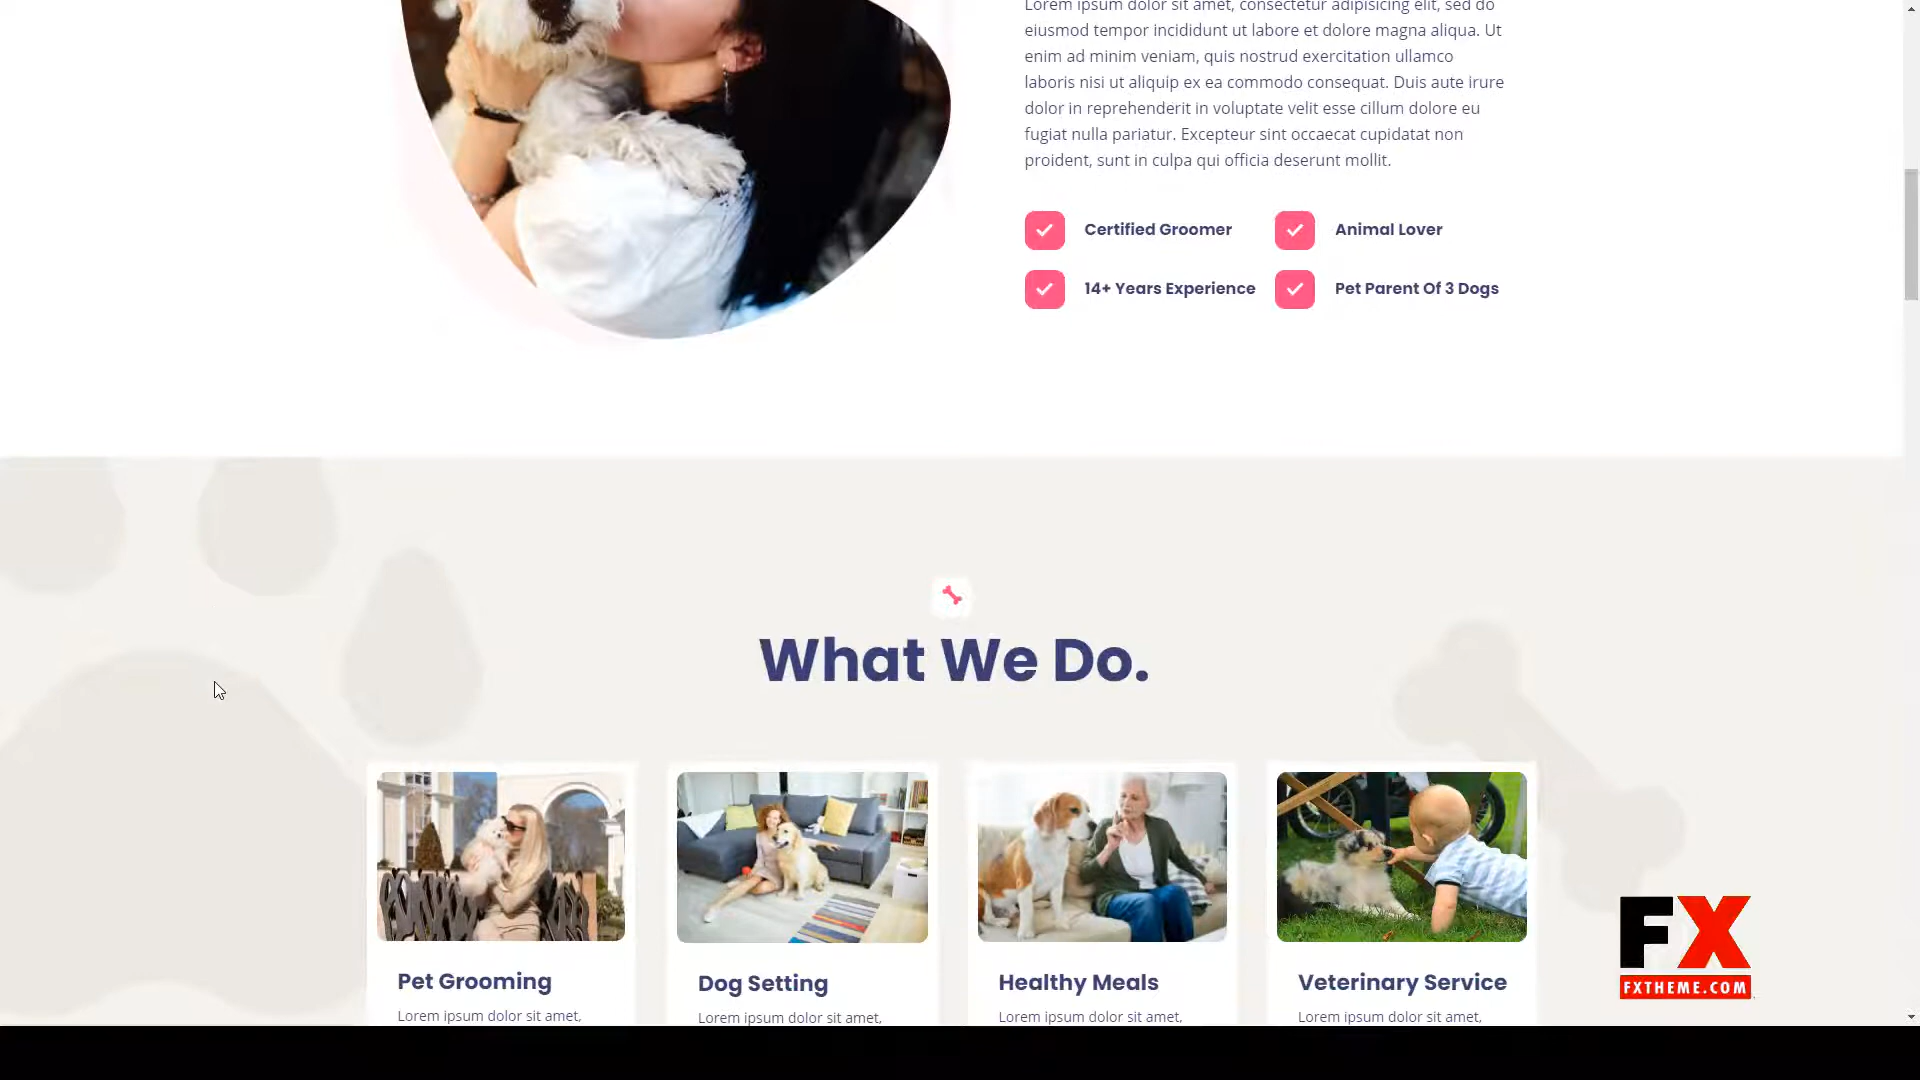 Lorem ipsum dolor sit amet, consectetur adipisicing elit, sed do
eiusmod tempor incididunt ut labore et dolore magna aliqua. Ut
enim ad minim veniam, quis nostrud exercitation ullamco
laboris nisi ut aliquip ex ea commodo consequat. Duis aute irure
dolor in reprehenderit in voluptate velit esse cillum dolore eu
fugiat nulla pariatur. Excepteur sint occaecat cupidatat non
proident, sunt in culpa qui officia deserunt mollit.
Certified Groomer
Animal Lover
14+ Years Experience
Pet Parent Of 3 Dogs
What We Do.
Pet Grooming
Lorem ipsum dolor sit amet,
Dog Setting
Lorem ipsum dolor sit amet,
Healthy Meals
Lorem ipsum dolor sit amet,
Veterinary Service
Lorem ipsum dolor sit amet,
FX
FXTHEME.COM